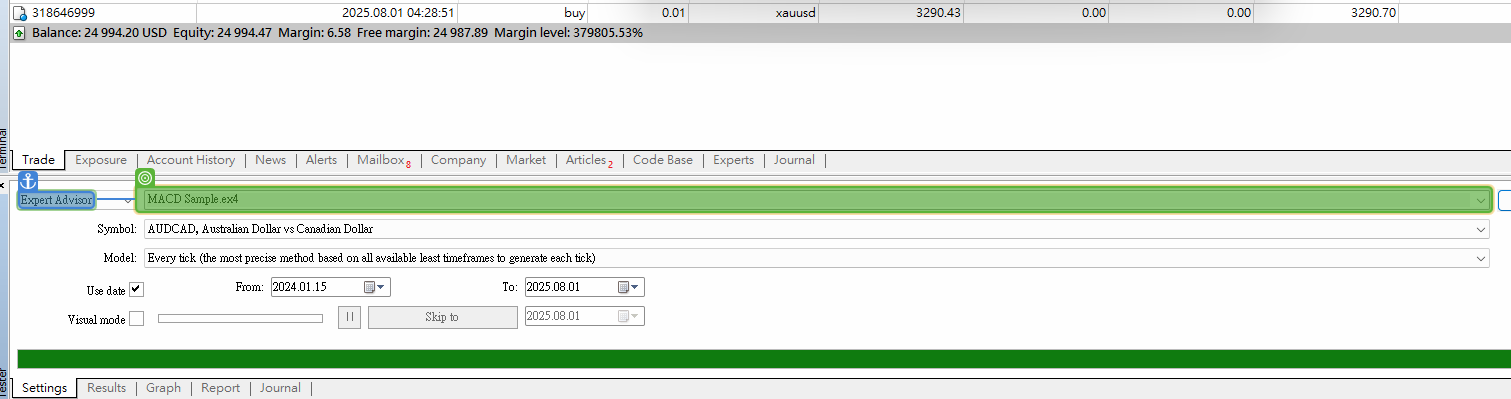 318646999 2025.08.01 04:28:51 buy 0.01 xauusd 3290.43 0.00 0.00 3290.70
Balance: 24 994.20 USD Equity: 24 994.47 Margin: 6.58 Free margin: 24 987.89 Margin level: 379805.53%
Terminal
Trade Exposure Account History News Alerts Mailbox 8 Company Market Articles 2 Code Base Experts Journal
Expert Advisor MACD Sample.ex4
Symbol: AUDCAD, Australian Dollar vs Canadian Dollar
Model: Every tick (the most precise method based on all available least timeframes to generate each tick)
Use date From: 2024.01.15 To: 2025.08.01
Visual mode Skip to 2025.08.01
Tester
Settings Results Graph Report Journal